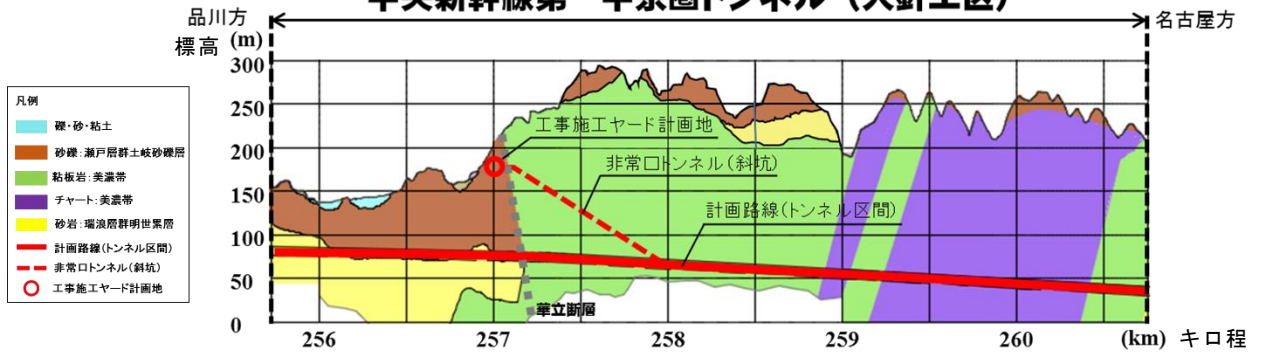 品川方
名古屋方
標高 (m)
300
250
200
150
100
50
0
凡例
礫・砂・粘土
砂礫:瀬戸層群土岐砂礫層
粘板岩:美濃帯
チャート:美濃帯
砂岩:瑞浪層群明世累層
計画路線(トンネル区間)
非常口トンネル(斜坑)
工事施工ヤード計画地
工事施工ヤード計画地
非常口トンネル(斜坑)
計画路線(トンネル区間)
華立断層
256
257
258
259
260
(km) キロ程